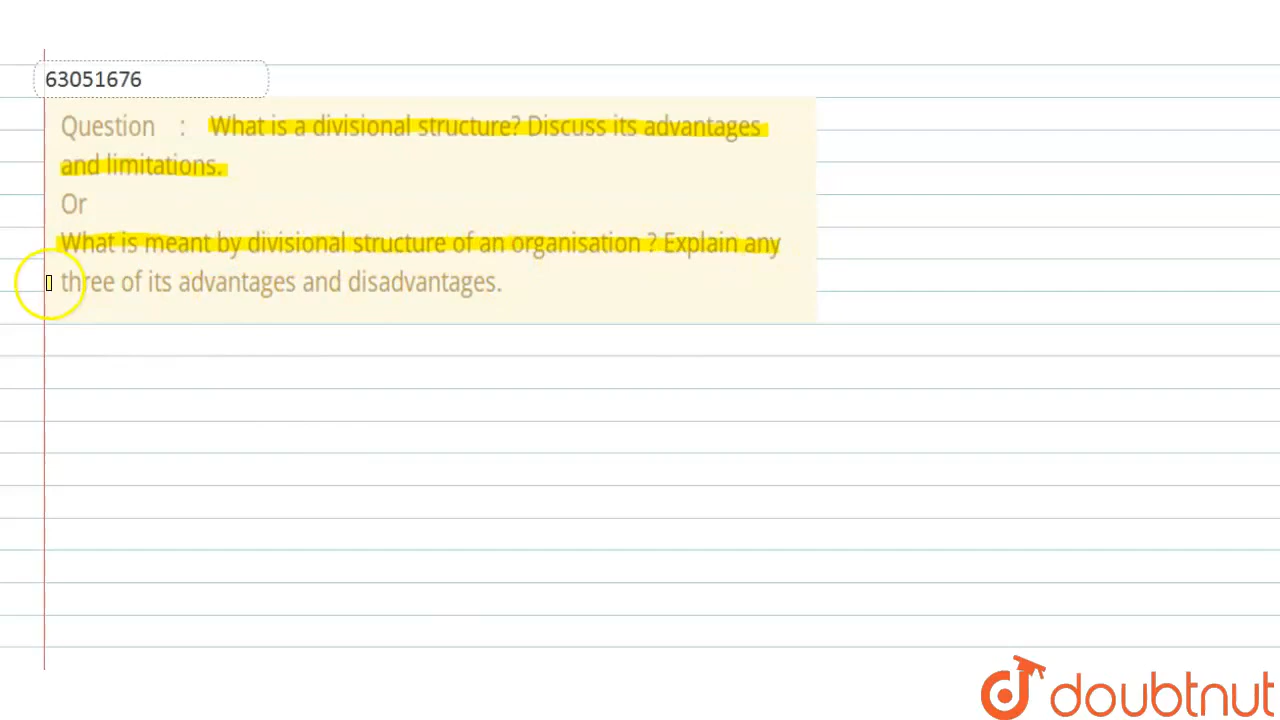 63051676
Question : What is a divisional structure? Discuss its advantages
and limitations.
Or
What is meant by divisional structure of an organisation ? Explain any
three of its advantages and disadvantages.
doubtnut